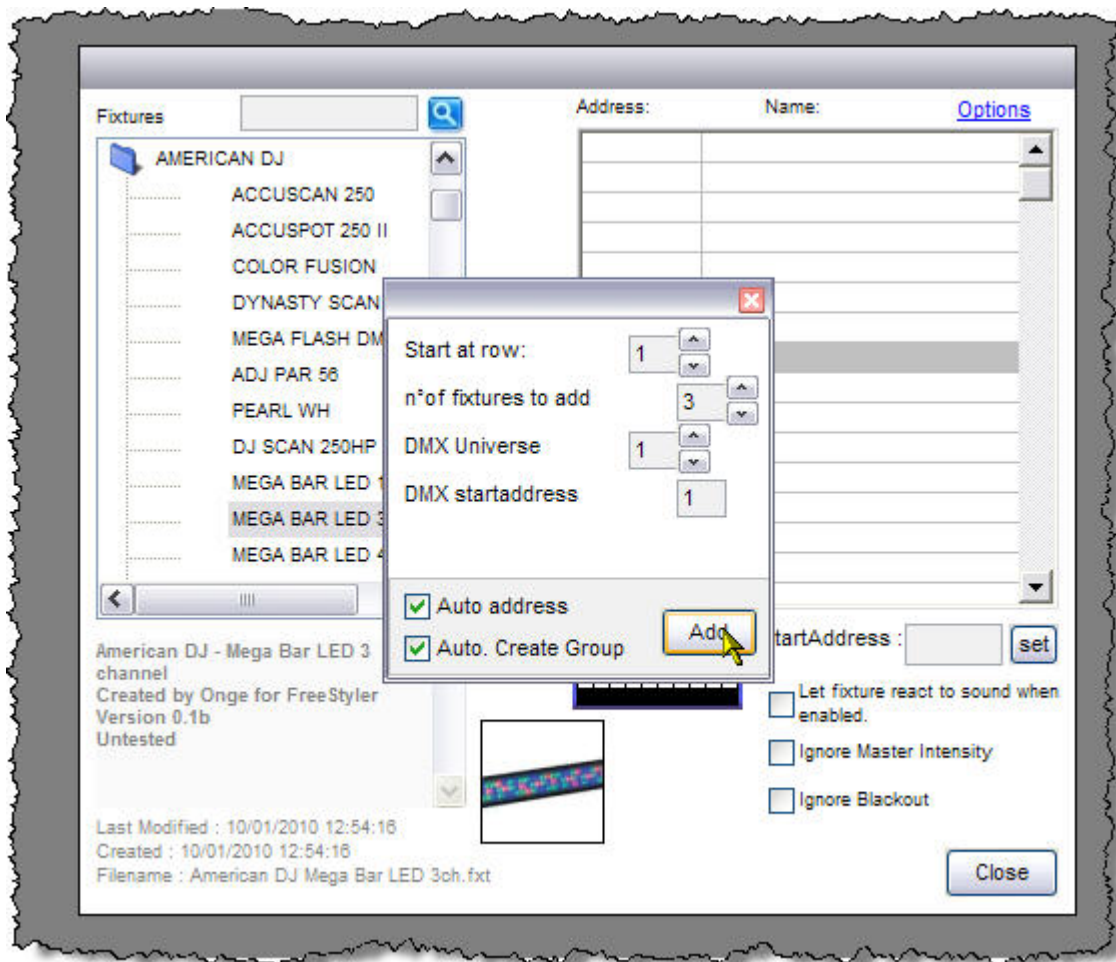 Fixtures
Address: Name: Options
AMERICAN DJ
ACCUSCAN 250
ACCUSPOT 250 II
COLOR FUSION
DYNASTY SCAN
MEGA FLASH DM
ADJ PAR 56
PEARL WH
DJ SCAN 250HP
MEGA BAR LED 1
MEGA BAR LED 3
MEGA BAR LED 4
Start at row: 1
n°of fixtures to add 3
DMX Universe 1
DMX startaddress 1
Auto address
Auto. Create Group
Add
tartAddress : set
Let fixture react to sound when
enabled.
Ignore Master Intensity
Ignore Blackout
American DJ - Mega Bar LED 3
channel
Created by Onge for FreeStyler
Version 0.1b
Untested
Last Modified : 10/01/2010 12:54:16
Created : 10/01/2010 12:54:16
Filename : American DJ Mega Bar LED 3ch.fxt
Close